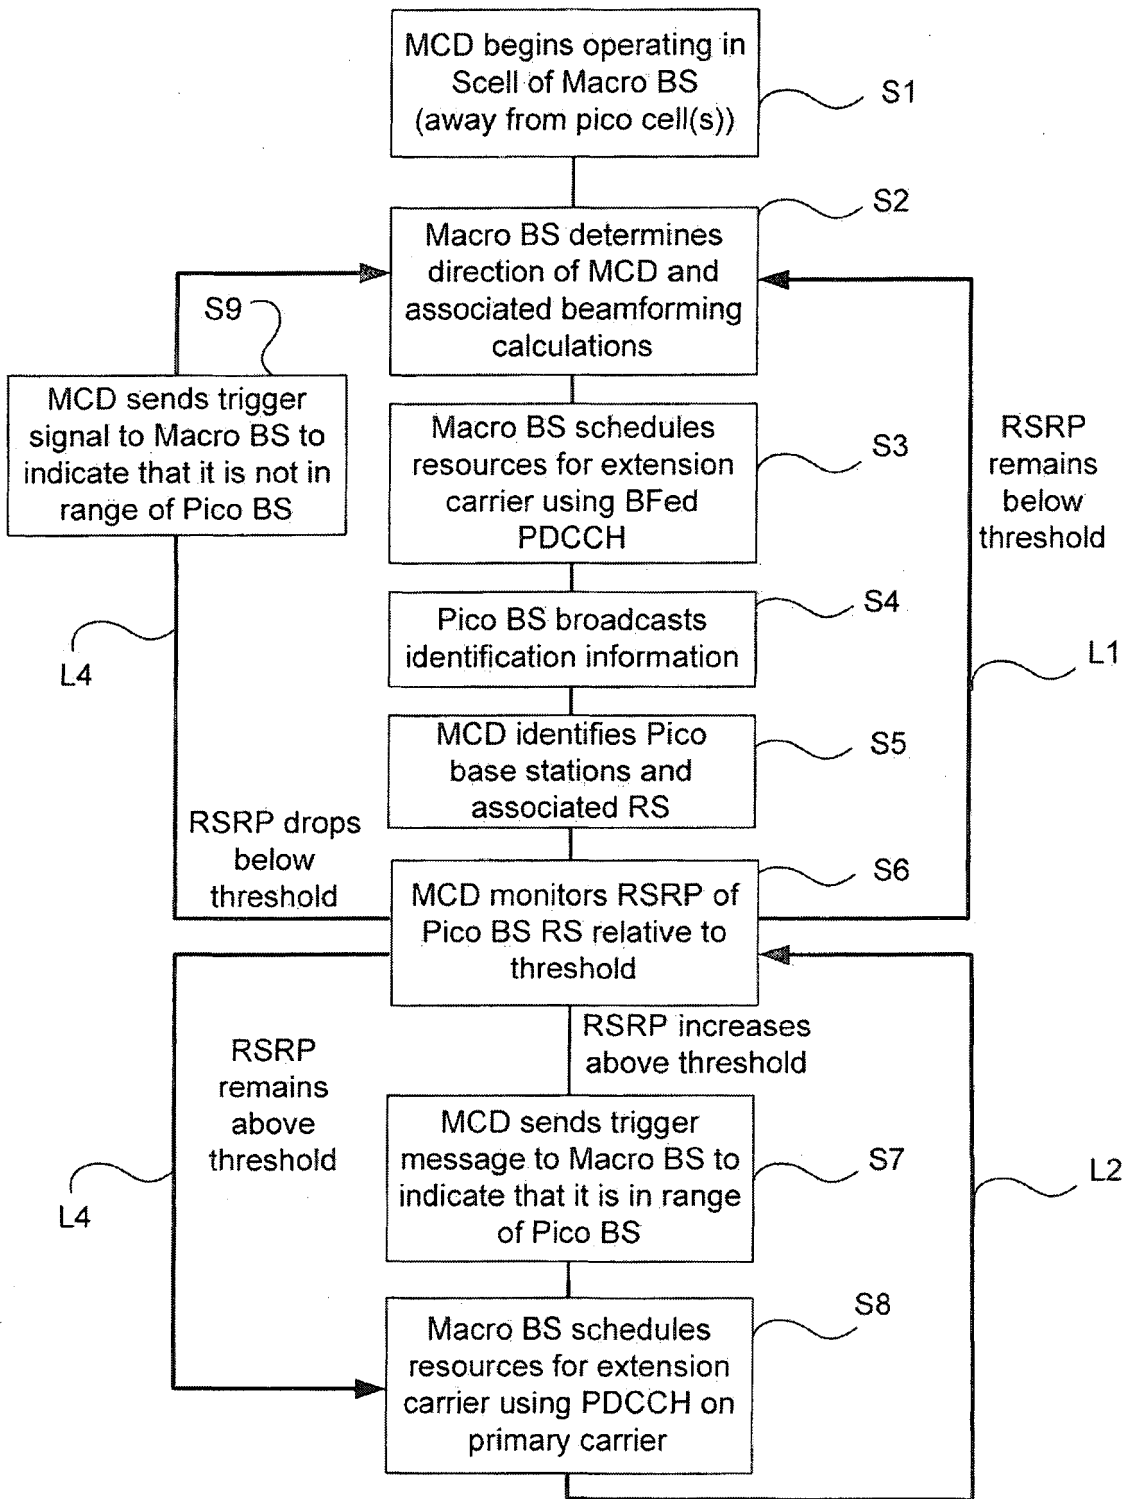 MCD begins operating in
Scell of Macro BS
(away from pico cell(s))
S1
S2
Macro BS determines
direction of MCD and
associated beamforming
calculations
S9
MCD sends trigger
signal to Macro BS to
indicate that it is not in
range of Pico BS
Macro BS schedules
resources for extension
carrier using BFed
PDCCH
S3
RSRP
remains
below
threshold
Pico BS broadcasts
identification information
S4
L4
L1
MCD identifies Pico
base stations and
associated RS
S5
RSRP drops
below
threshold
MCD monitors RSRP of
Pico BS RS relative to
threshold
S6
RSRP increases
above threshold
RSRP
remains
above
threshold
MCD sends trigger
message to Macro BS to
indicate that it is in range
of Pico BS
S7
L4
L2
Macro BS schedules
resources for extension
carrier using PDCCH on
primary carrier
S8